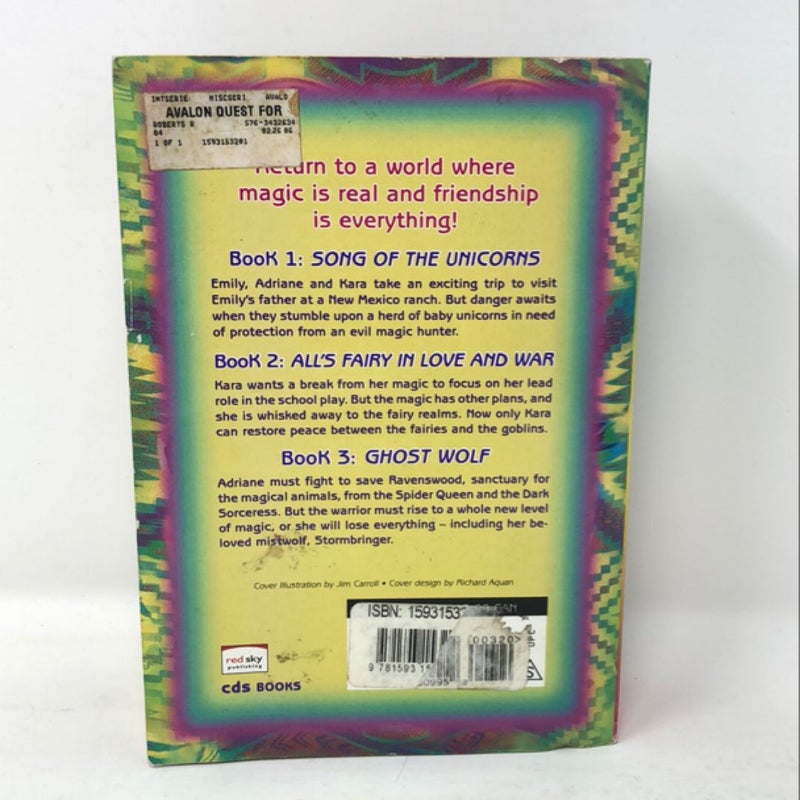 INTSERIE MISCSER1 AVALO
AVALON QUEST FOR
ROBERTS R 576-3432634
04 02.26 06
1 OF 1 1593153201
Return to a world where
magic is real and friendship
is everything!
Book 1: SONG OF THE UNICORNS
Emily, Adriane and Kara take an exciting trip to visit
Emily's father at a New Mexico ranch. But danger awaits
when they stumble upon a herd of baby unicorns in need
of protection from an evil magic hunter.
Book 2: ALL'S FAIRY IN LOVE AND WAR
Kara wants a break from her magic to focus on her lead
role in the school play. But the magic has other plans, and
she is whisked away to the fairy realms. Now only Kara
can restore peace between the fairies and the goblins.
Book 3: GHOST WOLF
Adriane must fight to save Ravenswood, sanctuary for
the magical animals, from the Spider Queen and the Dark
Sorceress. But the warrior must rise to a whole new level
of magic, or she will lose everything – including her be-
loved mistwolf, Stormbringer.
Cover Illustration by Jim Carroll • Cover design by Richard Aquan
ISBN: 1593153 CAN
00320
9 781593 15
red sky
publishing
cds BOOKS